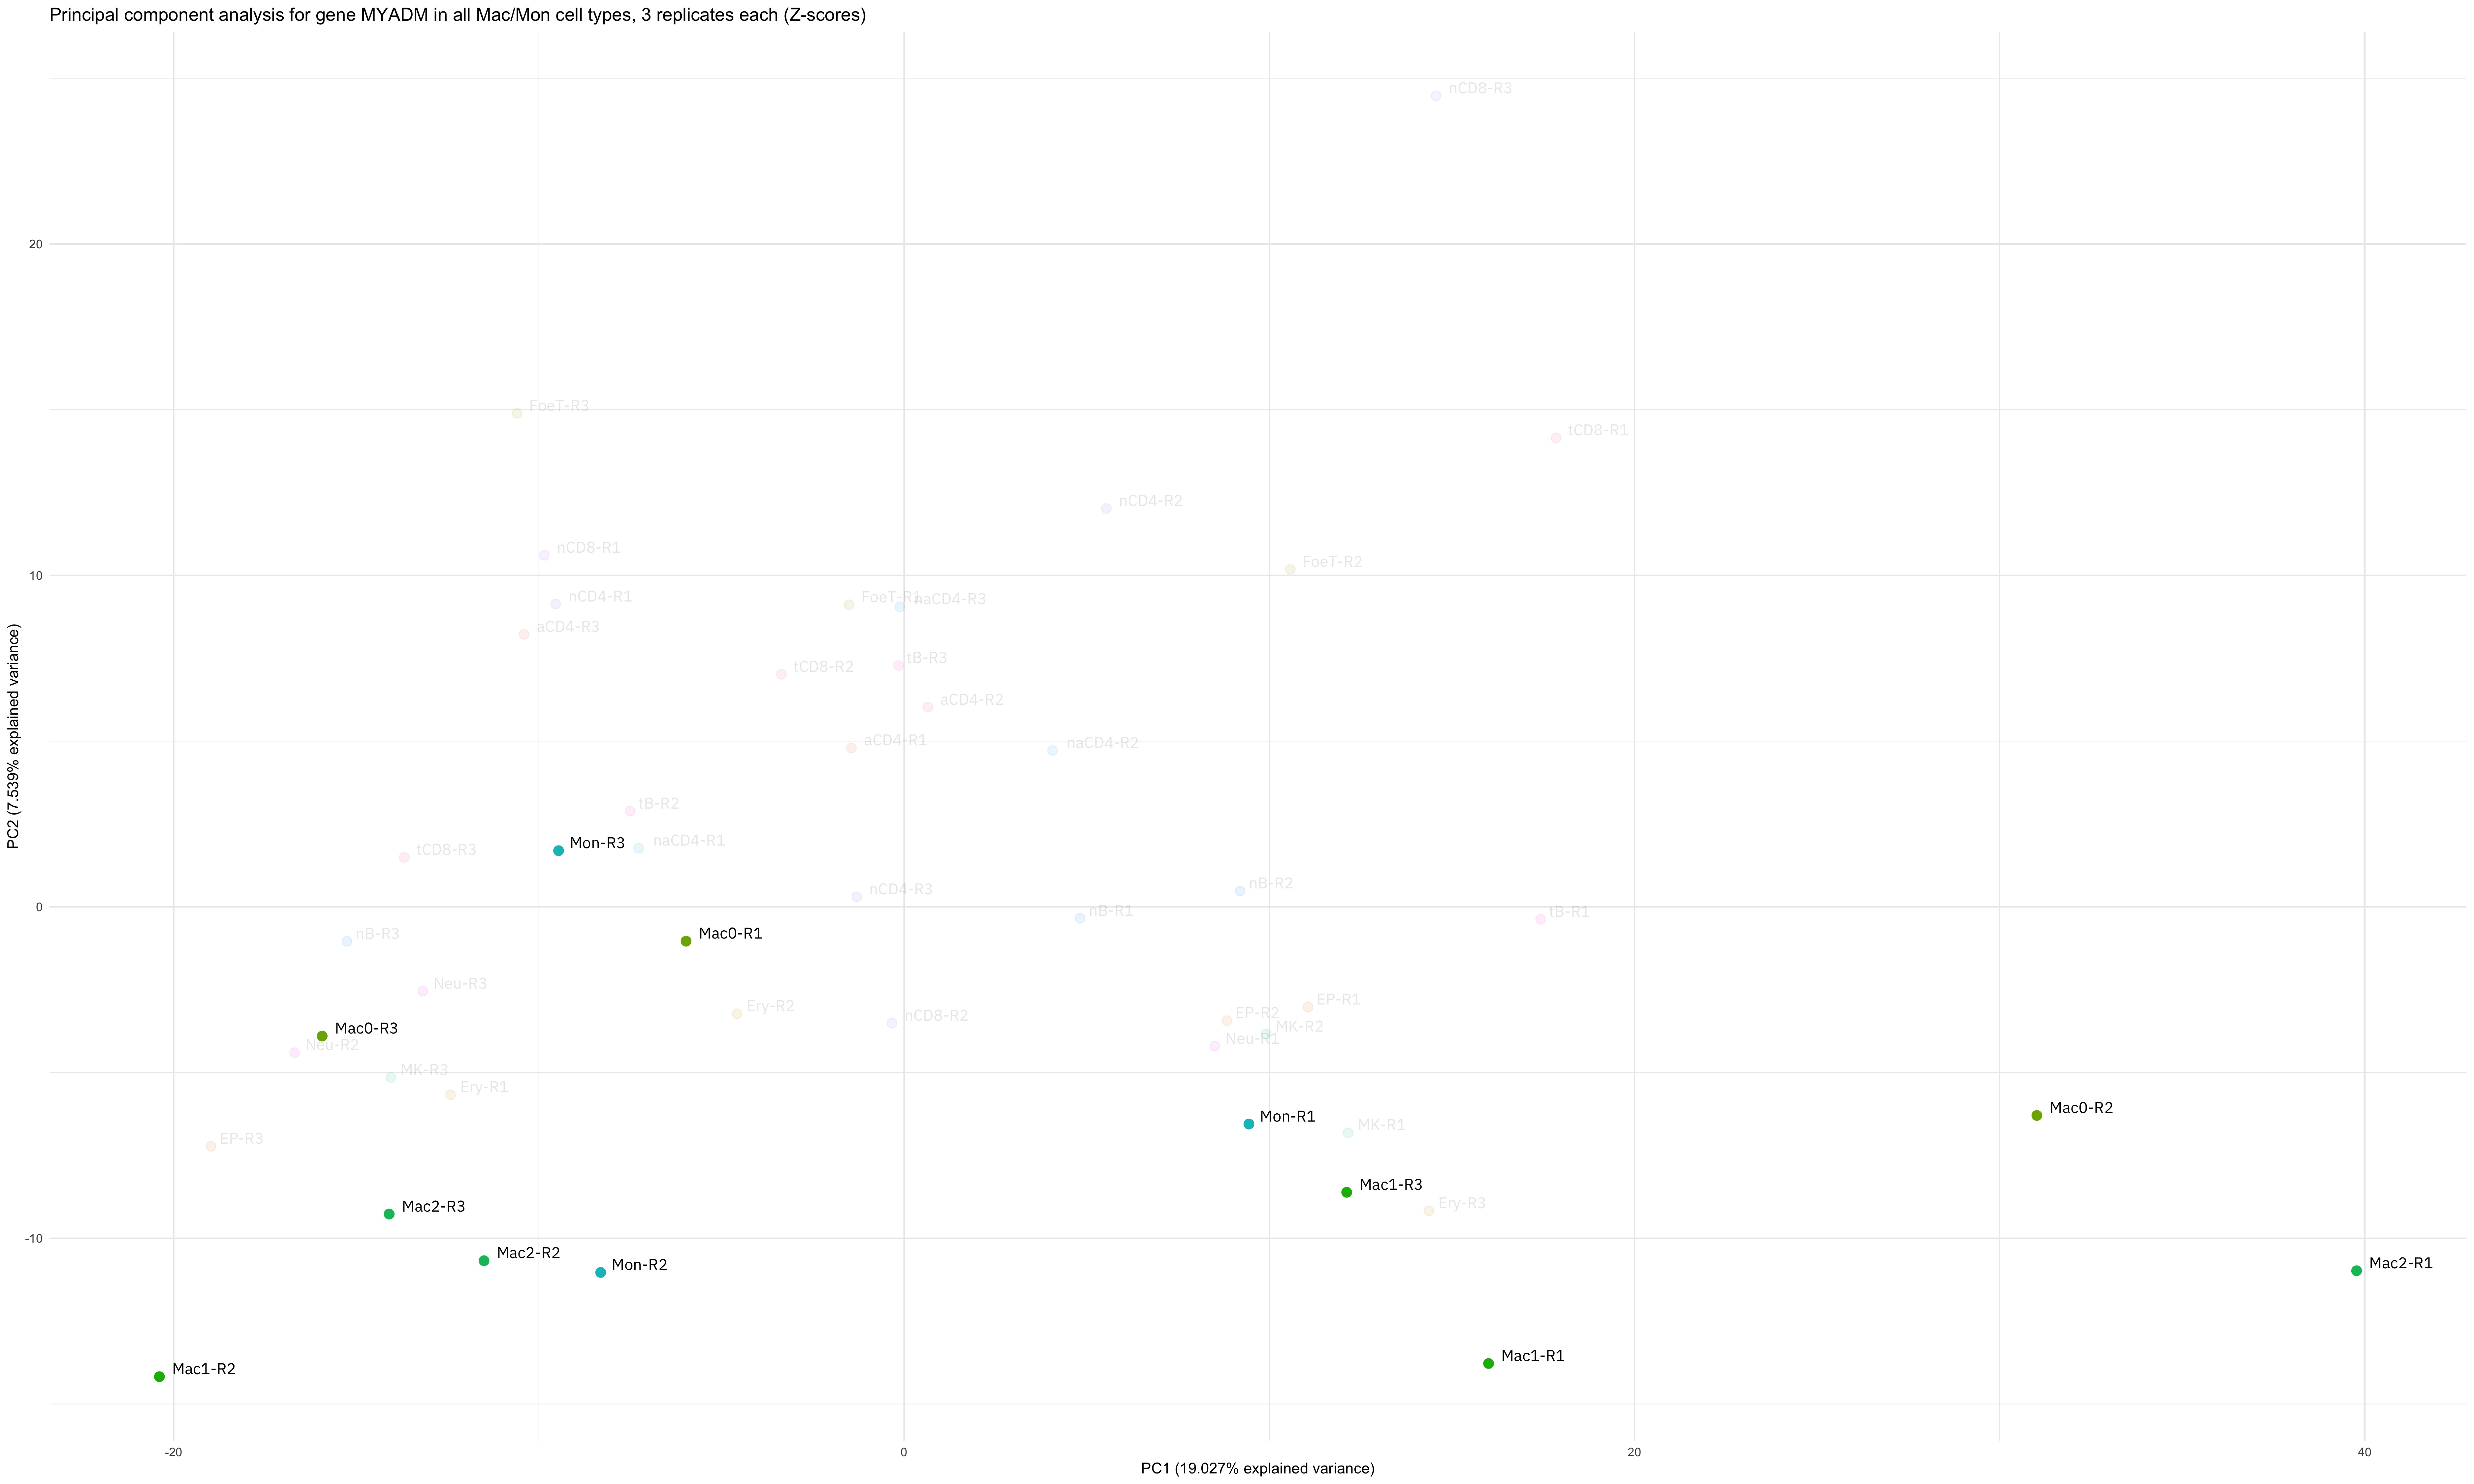 Principal component analysis for gene MYADM in all Mac/Mon cell types, 3 replicates each (Z-scores)
nCD8-R3
20
FoeT-R3
tCD8-R1
nCD4-R2
nCD8-R1
FoeT-R2
10
nCD4-R1
FoeT-R1
naCD4-R3
aCD4-R3
tB-R3
tCD8-R2
aCD4-R2
aCD4-R1
naCD4-R2
PC2 (7.539% explained variance)
tB-R2
naCD4-R1
Mon-R3
tCD8-R3
nB-R2
nCD4-R3
0
nB-R1
tB-R1
nB-R3
Mac0-R1
Neu-R3
EP-R1
Ery-R2
EP-R2
nCD8-R2
MK-R2
Mac0-R3
Neu-R1
Neu-R2
MK-R3
Ery-R1
Mac0-R2
Mon-R1
MK-R1
EP-R3
Mac1-R3
Ery-R3
Mac2-R3
-10
Mac2-R2
Mon-R2
Mac2-R1
Mac1-R1
Mac1-R2
-20
0
20
40
PC1 (19.027% explained variance)